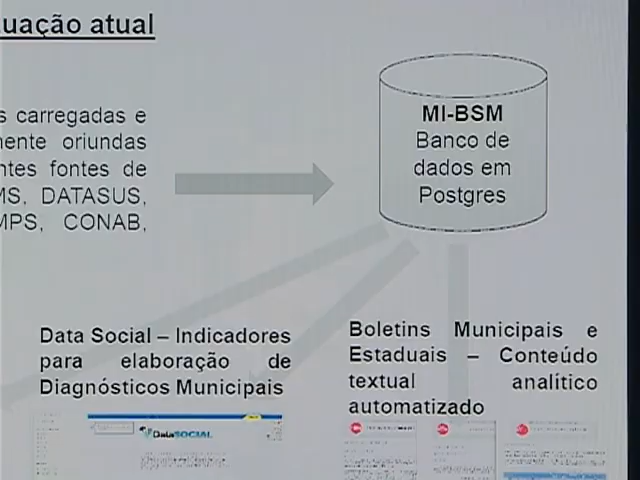 uação atual
s carregadas e
mente oriundas
ntes fontes de
MS, DATASUS,
MPS, CONAB,
MI-BSM
Banco de
dados em
Postgres
Data Social – Indicadores
para elaboração de
Diagnósticos Municipais
Boletins Municipais e
Estaduais – Conteúdo
textual analítico
automatizado
DataSOCIAL